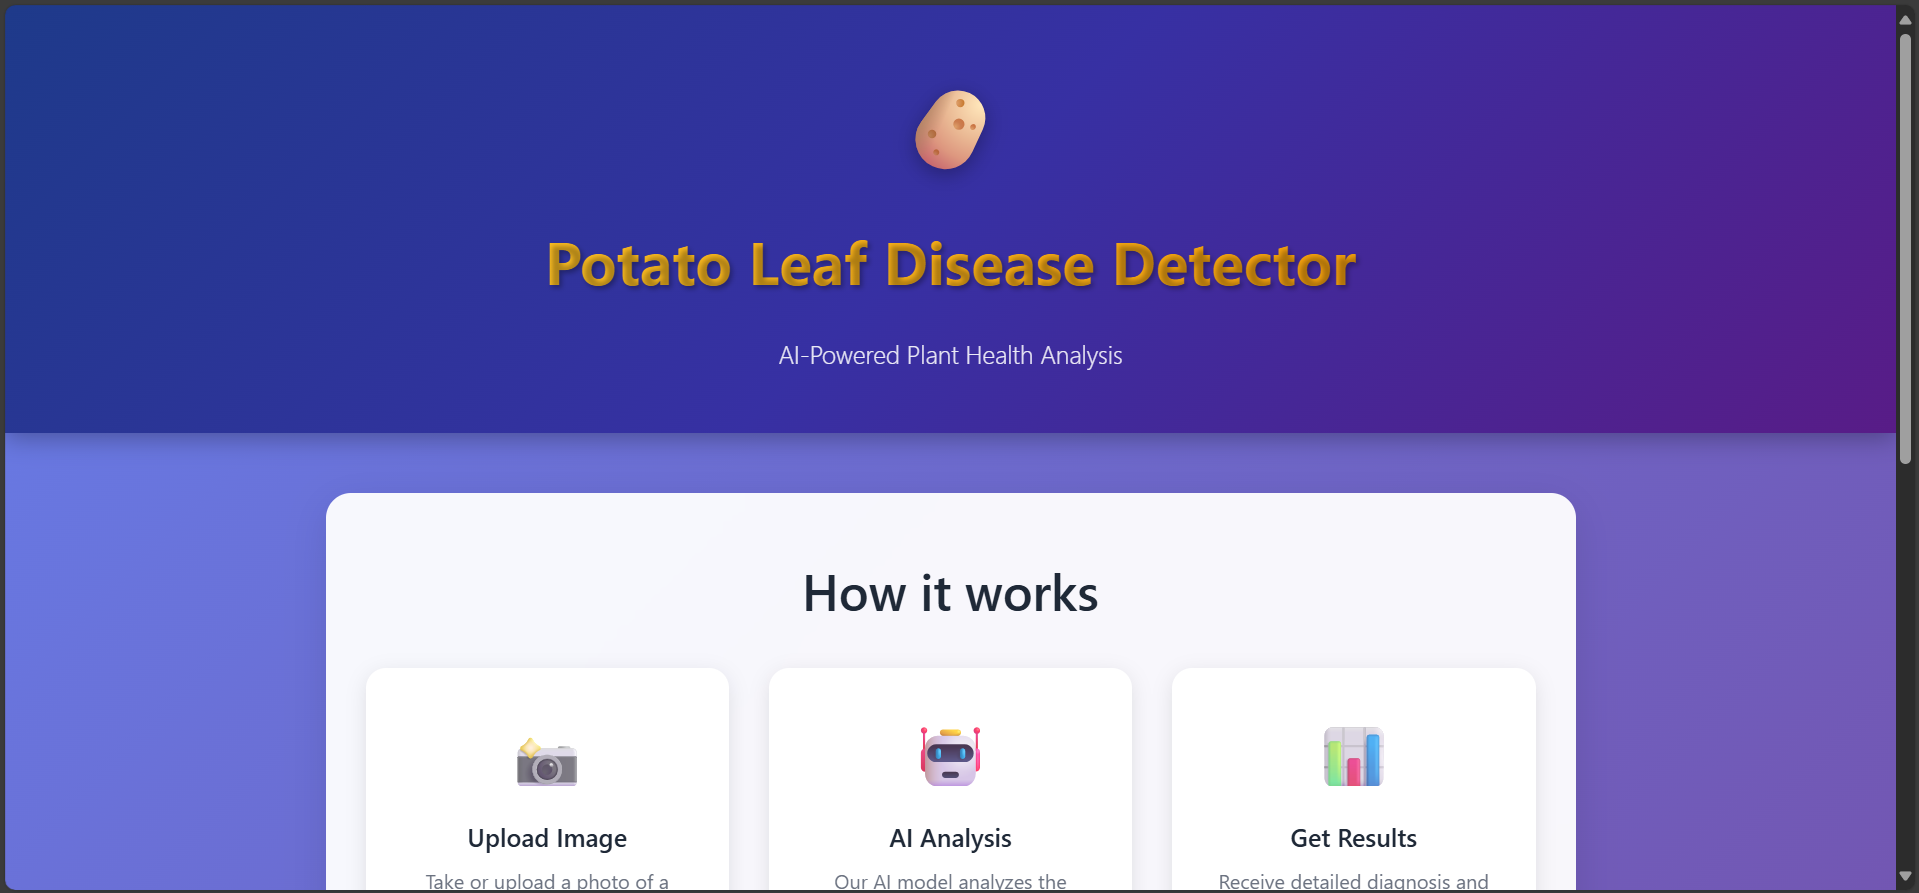 Potato Leaf Disease Detector
AI-Powered Plant Health Analysis
How it works
Upload Image
Take or upload a photo of a
AI Analysis
Our AI model analyzes the
Get Results
Receive detailed diagnosis and